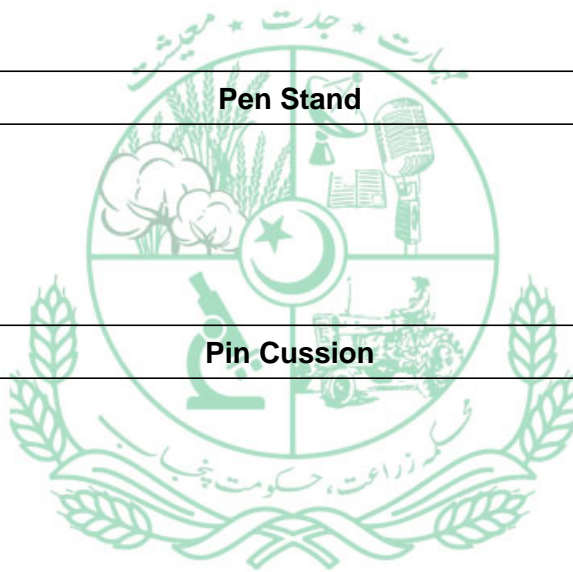 مہارت ٭ جدت ٭ معیشت
Pen Stand
Pin Cussion
محکمہ زراعت، حکومت پنجاب